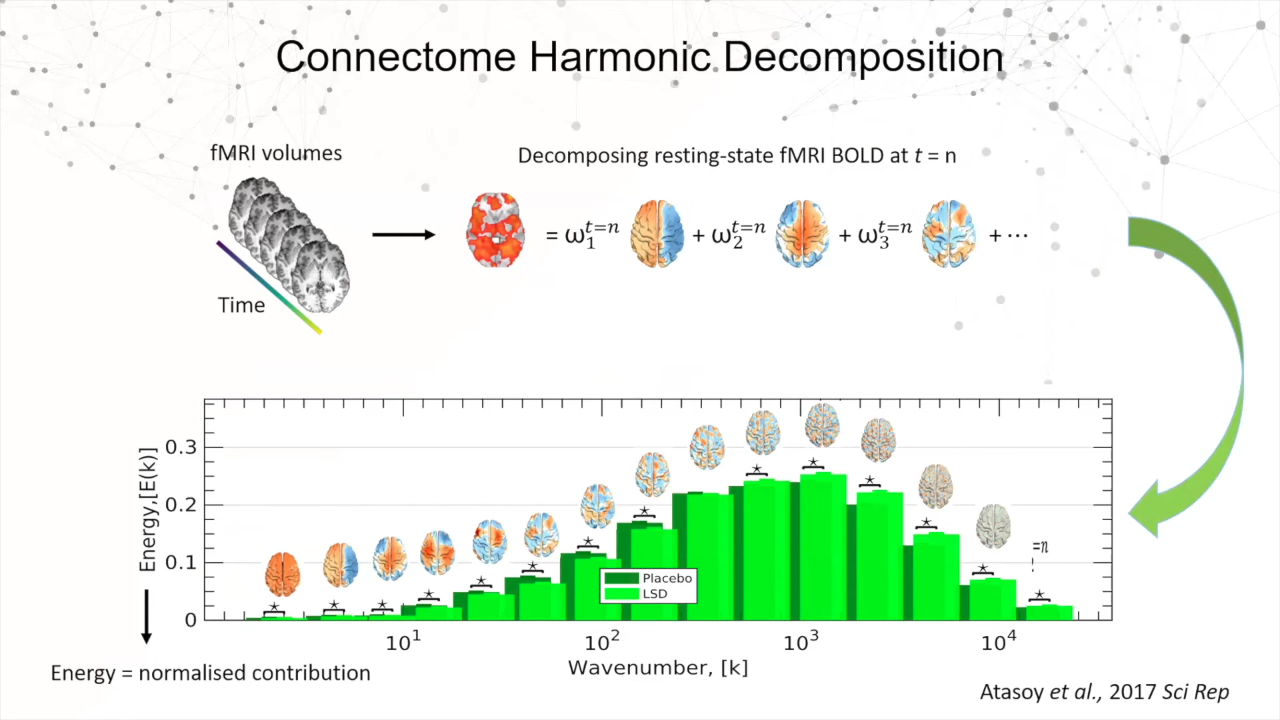 Connectome Harmonic Decomposition
fMRI volumes
Decomposing resting-state fMRI BOLD at t = n
Time
= ω₁ᵗ⁼ⁿ + ω₂ᵗ⁼ⁿ + ω₃ᵗ⁼ⁿ + ⋯
Energy,[E(k)]
0.3
0.2
0.1
0
* * * * * * * * * * * * * *
Placebo
LSD
=n
10¹ 10² 10³ 10⁴
Wavenumber, [k]
Energy = normalised contribution
Atasoy et al., 2017 Sci Rep